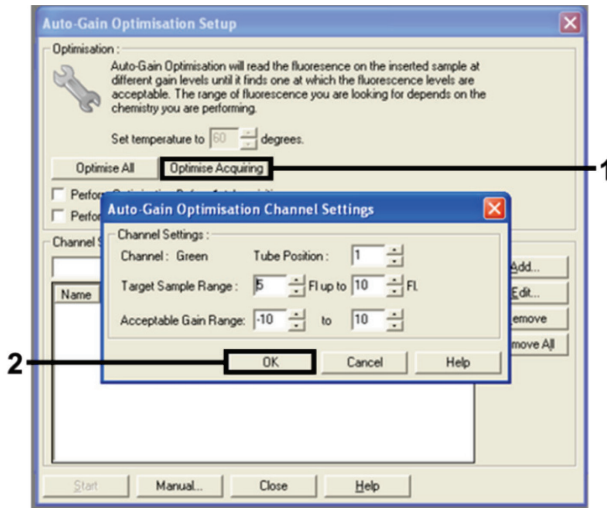 Auto-Gain Optimisation Setup
Optimisation :
Auto-Gain Optimisation will read the fluoresence on the inserted sample at
different gain levels until it finds one at which the fluorescence levels are
acceptable. The range of fluorescence you are looking for depends on the
chemistry you are performing.
Set temperature to 60 degrees.
Optimise All Optimise Acquiring
1
Auto-Gain Optimisation Channel Settings
Channel Settings :
Channel : Green Tube Position : 1
Target Sample Range : 5 Fl up to 10 Fl.
Acceptable Gain Range: -10 to 10
OK Cancel Help
2
Name
Add...
Edit...
Start Manual... Close Help